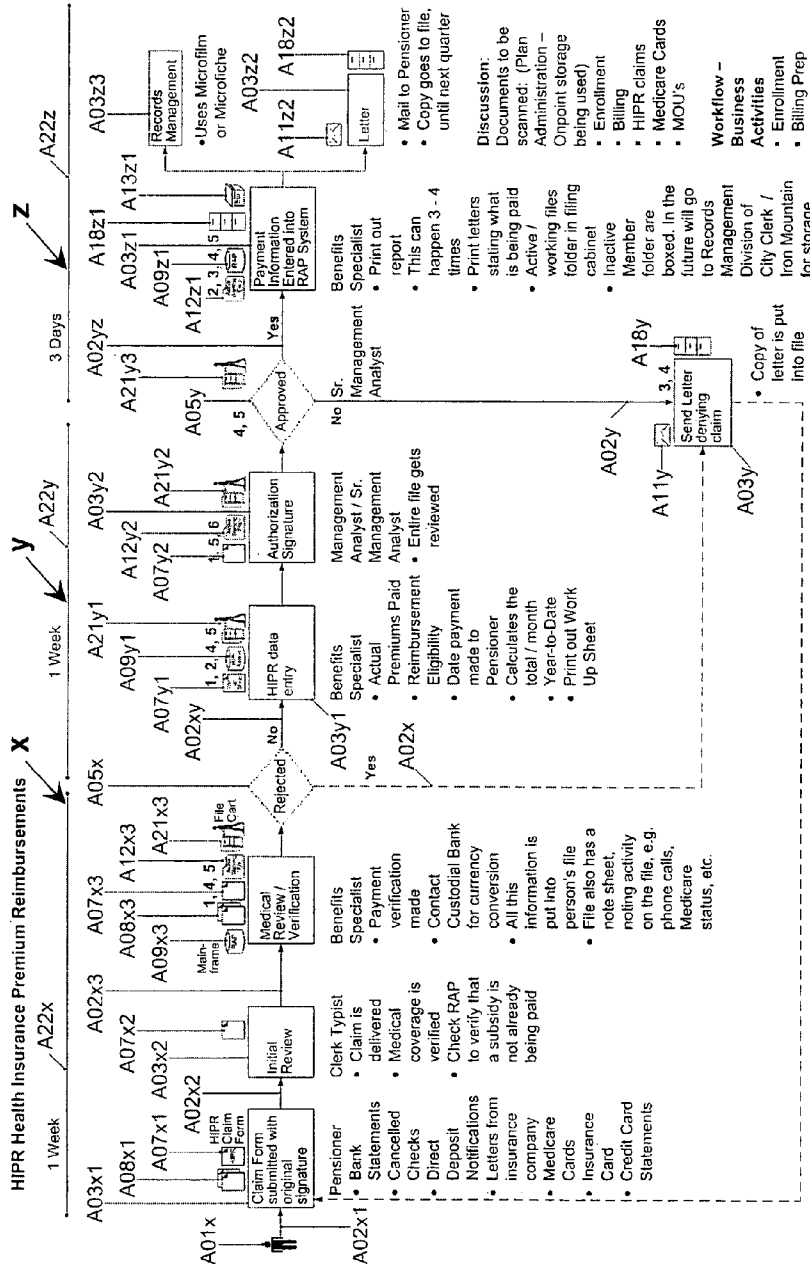 HIPR Health Insurance Premium Reimbursements
x
y
z
A22x
A22y
A22z
1 Week
1 Week
3 Days
A01x
A02x1
A03x1
A08x1
A07x1
HIPR
Claim
Form
Claim Form
submitted with
original
signature
Pensioner
• Bank
Statements
• Cancelled
Checks
• Direct
Deposit
Notifications
• Letters from
insurance
company
• Medicare
Cards
• Insurance
Card
• Credit Card
Statements
A02x2
A03x2
A07x2
Initial
Review
Clerk Typist
• Claim is
delivered
• Medical
coverage is
verified
• Check RAP
to verify that
a subsidy is
not already
being paid
A02x3
A03x3
A09x3
A08x3
A07x3
A12x3
A21x3
Main-
frame
RAP
1, 4, 5
File
Cart
Medical
Review /
Verification
Benefits
Specialist
• Payment
verification
made
• Contact
Custodial Bank
for currency
conversion
• All this
information is
put Into
person's file
• File also has a
note sheet,
noting activity
on the file, e.g.
phone calls,
Medicare
status, etc.
A05x
Rejected
No
Yes
A02x
A02xy
A07y1
A09y1
A21y1
1, 2, 4, 5
HIPR data
entry
A03y1
Benefits
Specialist
• Actual
Premiums Paid
• Reimbursement
Eligibility
• Date payment
made to
Pensioner
• Calculates the
total / month
• Year-to-Date
• Print out Work
Up Sheet
A07y2
A12y2
A03y2
A21y2
1, 5, 6
Authorization
Signature
Management
Analyst / Sr.
Management
Analyst
• Entire file gets
reviewed
A05y
A21y3
A02yz
4, 5
Approved
Yes
No
Sr.
Management
Analyst
A02y
A11y
A18y
3, 4
Send Letter
denying
claim
A03y
• Copy of
letter is put
into file
A12z1
A09z1
A03z1
A18z1
A13z1
2, 3, 4, 5
RAP
Payment
Information
Entered into
RAP System
Benefits
Specialist
• Print out
report
• This can
happen 3 - 4
times
• Print letters
stating what
is being paid
• Active /
working files
folder in filing
cabinet
• Inactive
Member
folder are
boxed. In the
future will go
to Records
Management
Division of
City Clerk /
Iron Mountain
for storage
A03z3
Records
Management
• Uses Microfilm
or Microfiche
A11z2
A03z2
A18z2
Letter
• Mail to Pensioner
• Copy goes to file,
until next quarter
Discussion:
Documents to be
scanned: (Plan
Administration –
Onpoint storage
being used)
• Enrollment
• Billing
• HIPR claims
• Medicare Cards
• MOU's
Workflow –
Business
Activities
• Enrollment
• Billing Prep